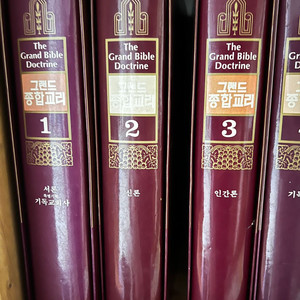 The
Grand Bible
Doctrine
그랜드
종합교리
1
서론
기독교회사
The
Grand Bible
Doctrine
그랜드
종합교리
2
신론
The
Grand Bible
Doctrine
그랜드
종합교리
3
인간론